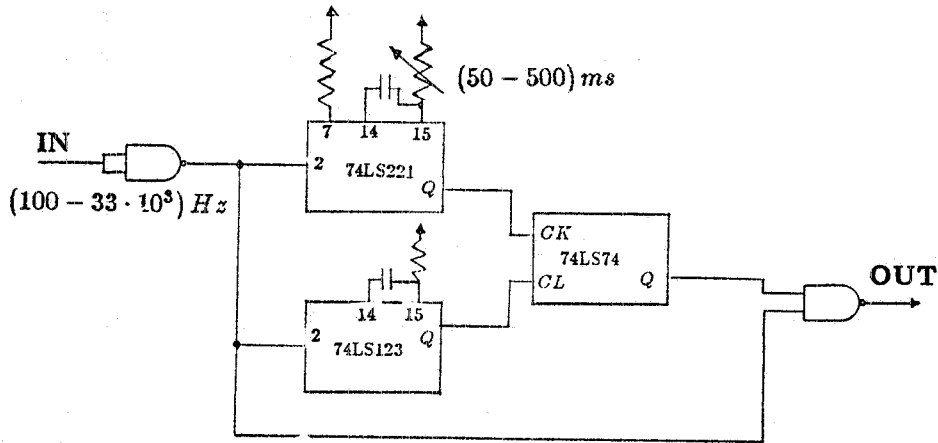 (50 – 500) ms
7 14 15
IN
2 74LS221
Q
(100 – 33 · 10³) Hz
CK
74LS74
CL Q
OUT
14 15
2 Q
74LS123